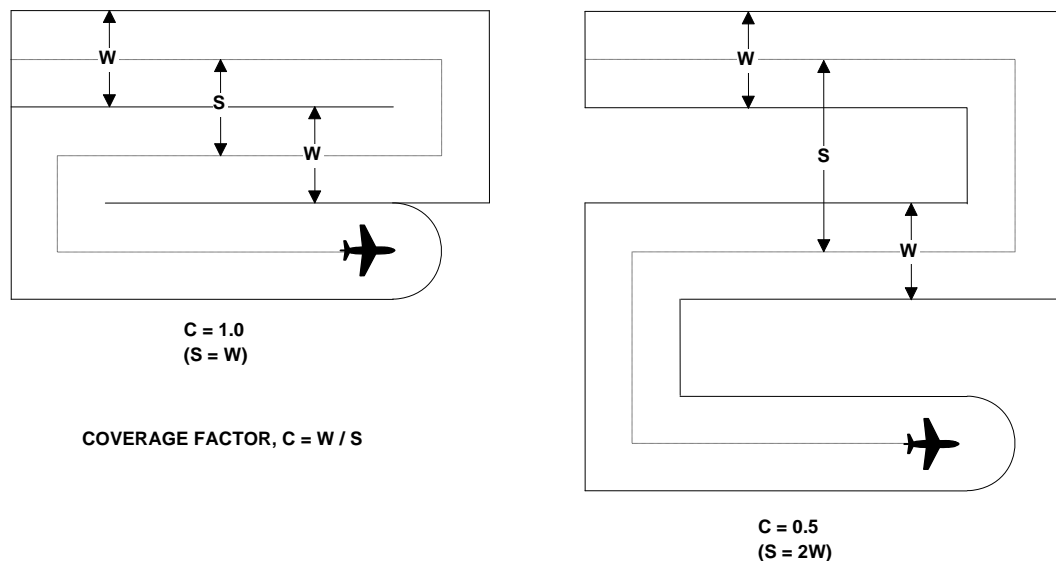 W
S
W
C = 1.0
(S = W)
COVERAGE FACTOR, C = W / S
W
S
W
C = 0.5
(S = 2W)